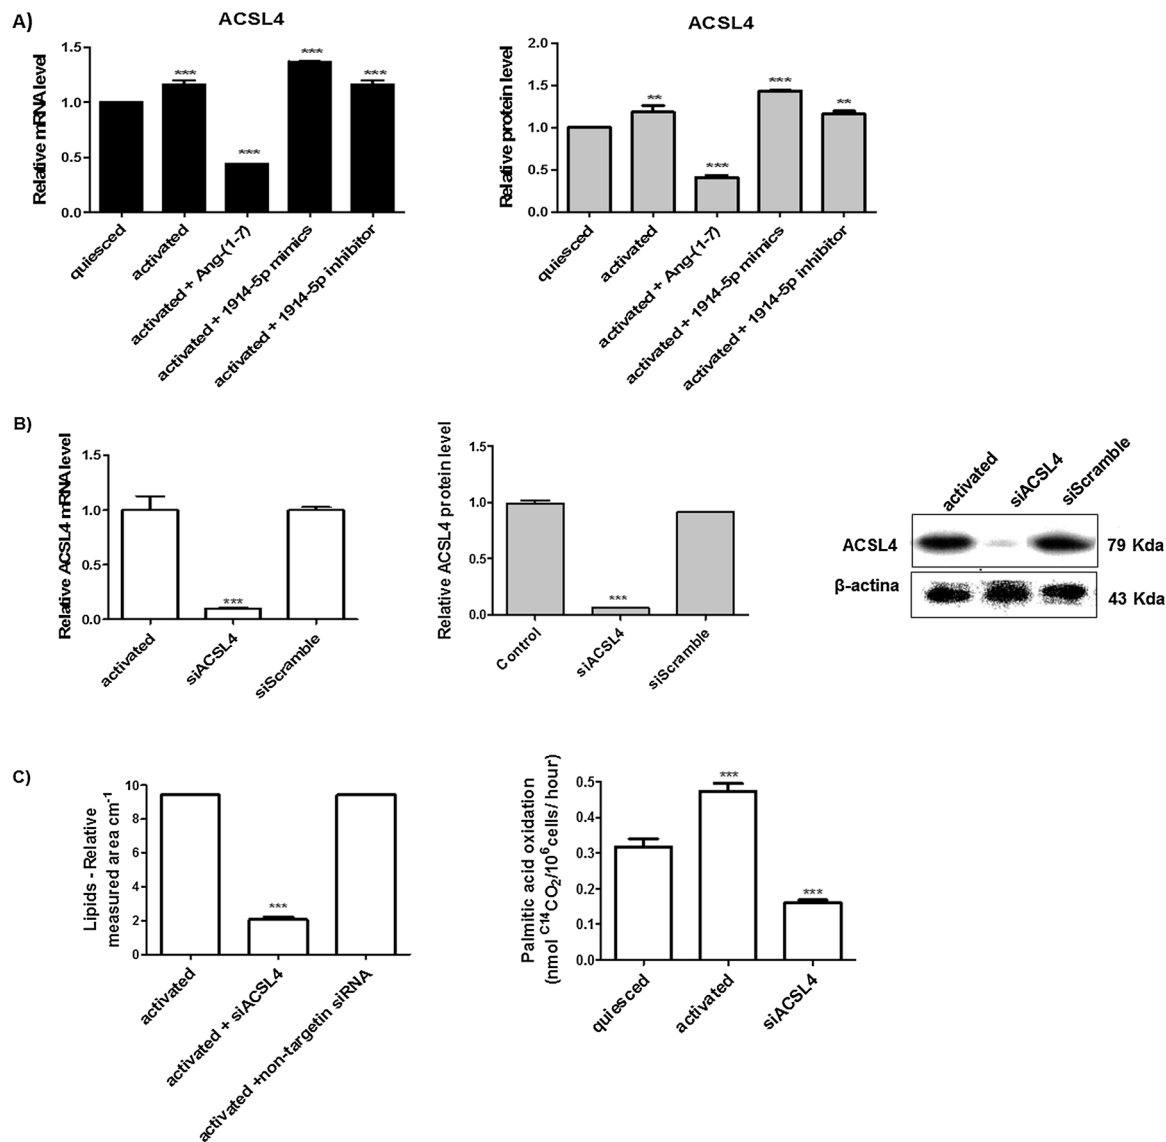 A)
ACSL4
Relative mRNA level
1.5
1.0
0.5
0.0
***
***
***
***
quiesced
activated
activated + Ang-(1-7)
activated + 1914-5p mimics
activated + 1914-5p inhibitor
ACSL4
Relative protein level
2.0
1.5
1.0
0.5
0.0
**
***
***
**
quiesced
activated
activated + Ang-(1-7)
activated + 1914-5p mimics
activated + 1914-5p inhibitor
B)
Relative ACSL4 mRNA level
1.5
1.0
0.5
0.0
***
activated
siACSL4
siScramble
Relative ACSL4 protein level
1.5
1.0
0.5
0.0
***
Control
siACSL4
siScramble
activated
siACSL4
siScramble
ACSL4
79 Kda
β-actina
43 Kda
C)
Lipids - Relative
measured area cm-1
10
8
6
4
2
0
***
activated
activated + siACSL4
activated +non-targetin siRNA
Palmitic acid oxidation
(nmol C14CO2/106cells/ hour)
0.5
0.4
0.3
0.2
0.1
0.0
***
***
quiesced
activated
siACSL4